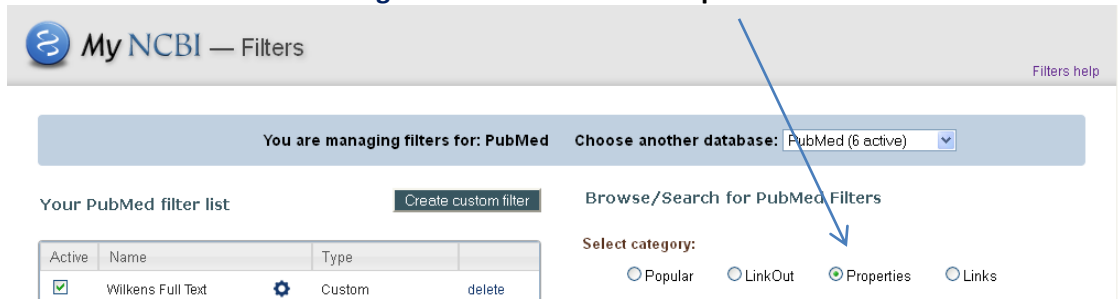 My NCBI — Filters
Filters help
You are managing filters for: PubMed Choose another database: PubMed (6 active)
Your PubMed filter list Create custom filter Browse/Search for PubMed Filters
Select category:
Active Name Type
Popular LinkOut Properties Links
Wilkens Full Text Custom delete